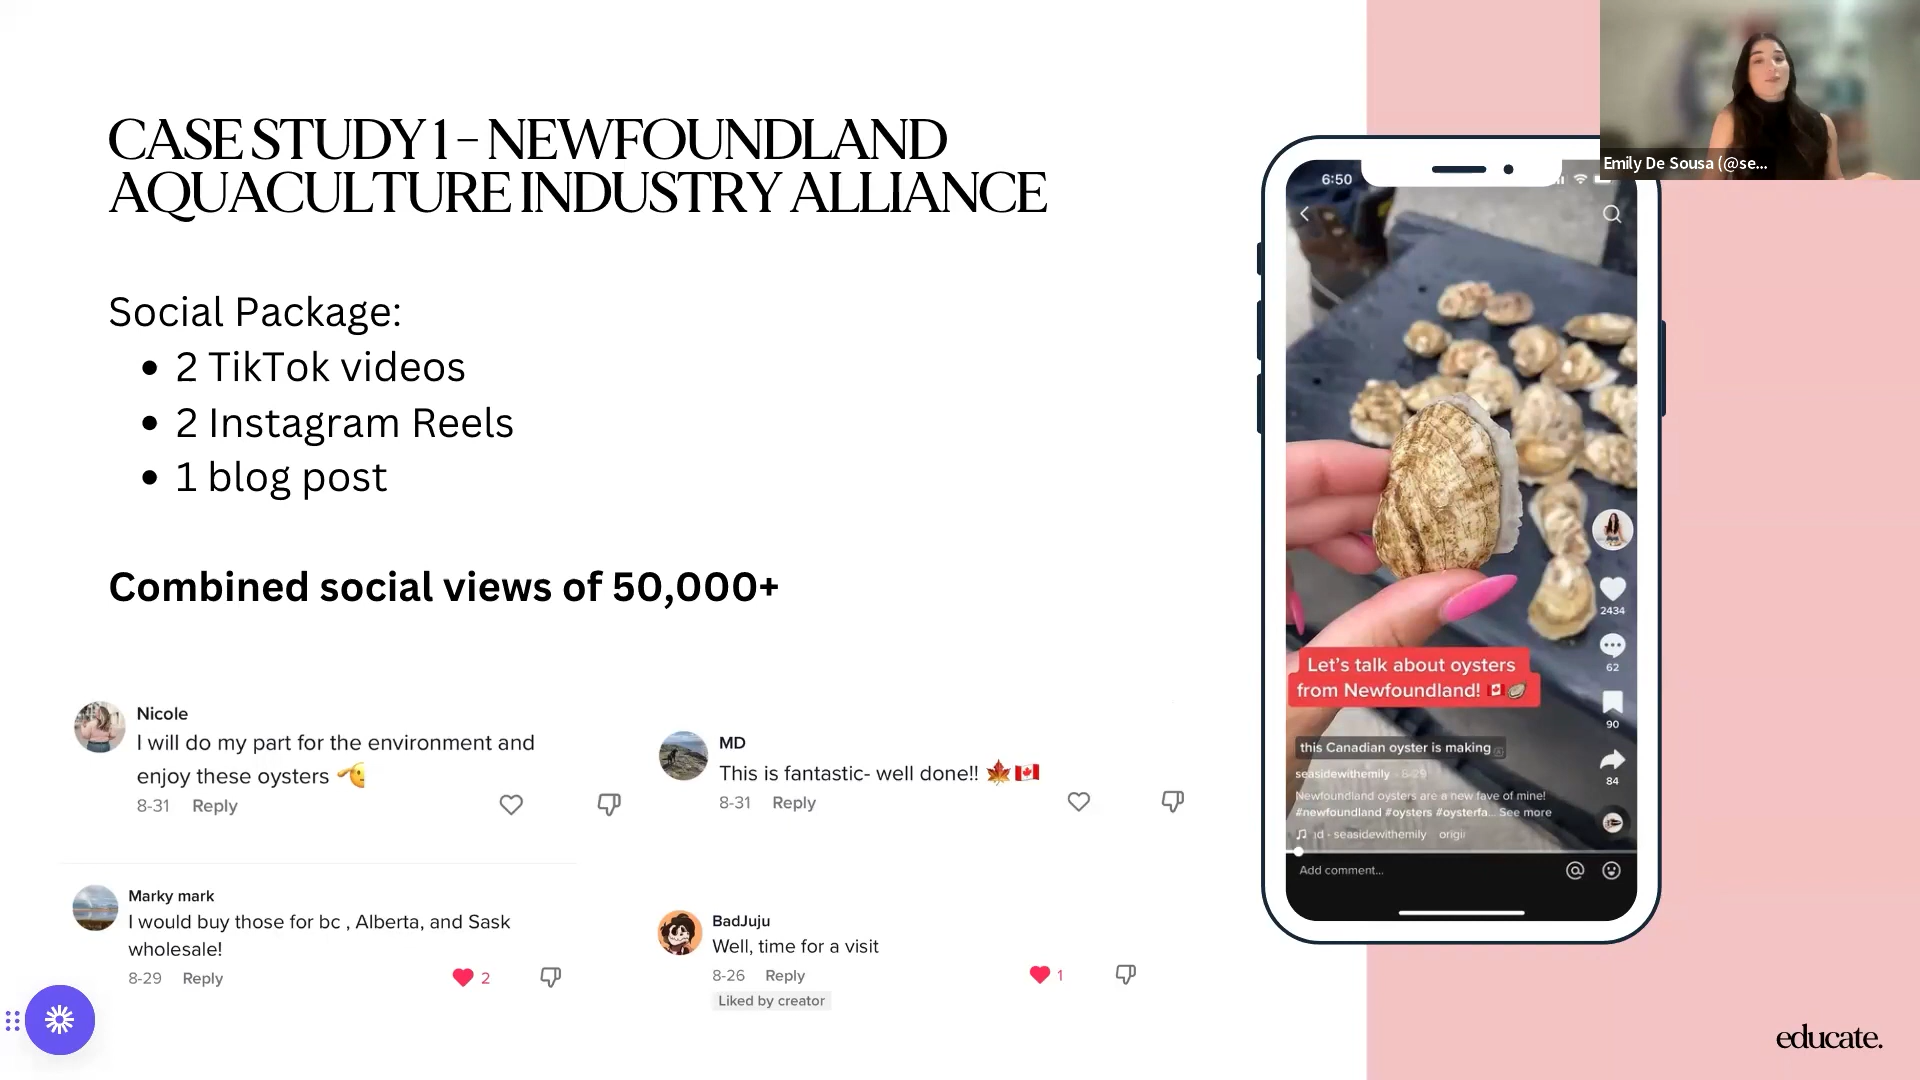 CASE STUDY 1 – NEWFOUNDLAND
AQUACULTURE INDUSTRY ALLIANCE
Social Package:
• 2 TikTok videos
• 2 Instagram Reels
• 1 blog post
Combined social views of 50,000+
Nicole
I will do my part for the environment and
enjoy these oysters
8-31 Reply
MD
This is fantastic- well done!! 🍁🇨🇦
8-31 Reply
Marky mark
I would buy those for bc , Alberta, and Sask
wholesale!
8-29 Reply
2
BadJuju
Well, time for a visit
8-26 Reply
1
Liked by creator
6:50
2434
62
90
84
Let's talk about oysters
from Newfoundland! 🇨🇦🦪
this Canadian oyster is making
seasidewithemily · 8-29
Newfoundland oysters are a new fave of mine!
#newfoundland #oysters #oysterfa... See more
nd - seasidewithemily origi
Add comment...
Emily De Sousa (@se...
educate.